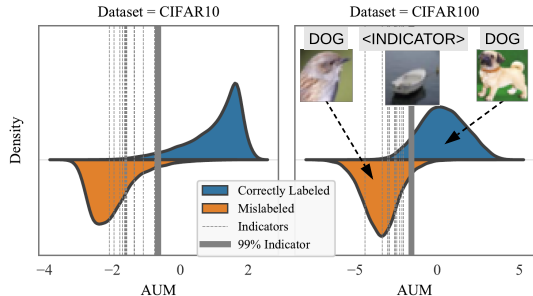 Dataset = CIFAR10
Dataset = CIFAR100
DOG
<INDICATOR>
DOG
Density
Correctly Labeled
Mislabeled
Indicators
99% Indicator
−4
−2
0
2
−5
0
5
AUM
AUM